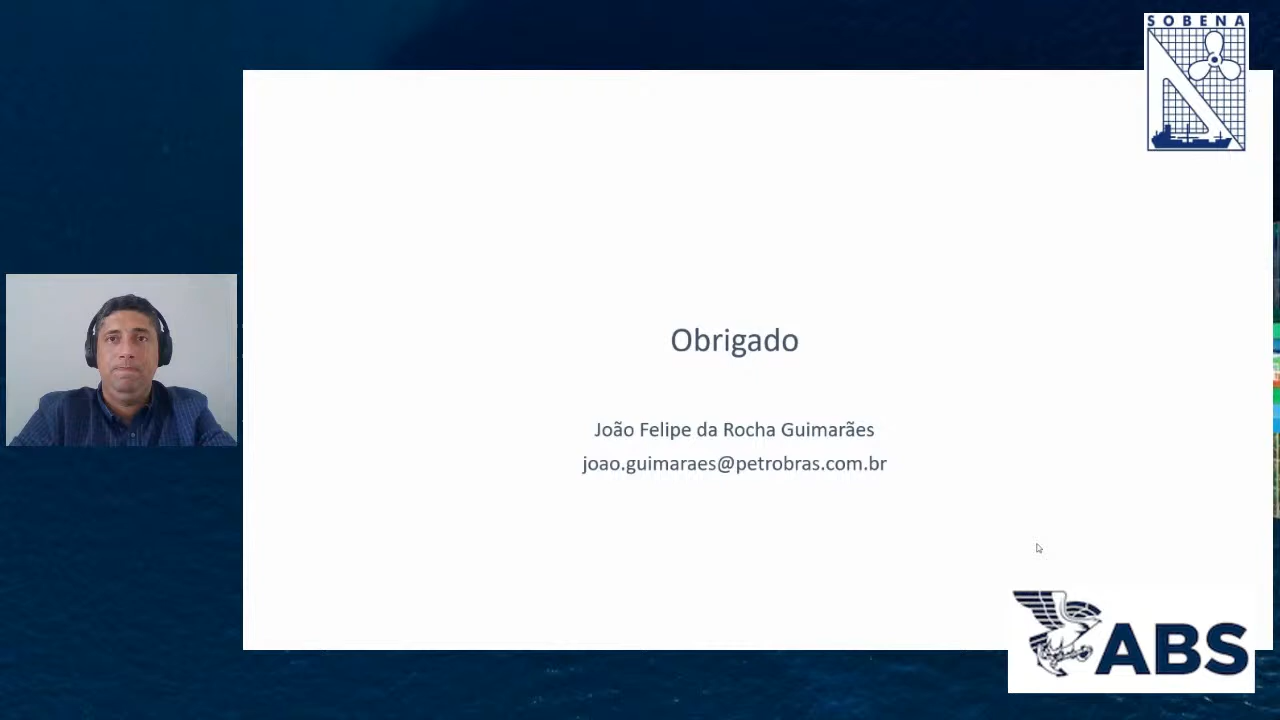 SOBENA
Obrigado
João Felipe da Rocha Guimarães
joao.guimaraes@petrobras.com.br
ABS